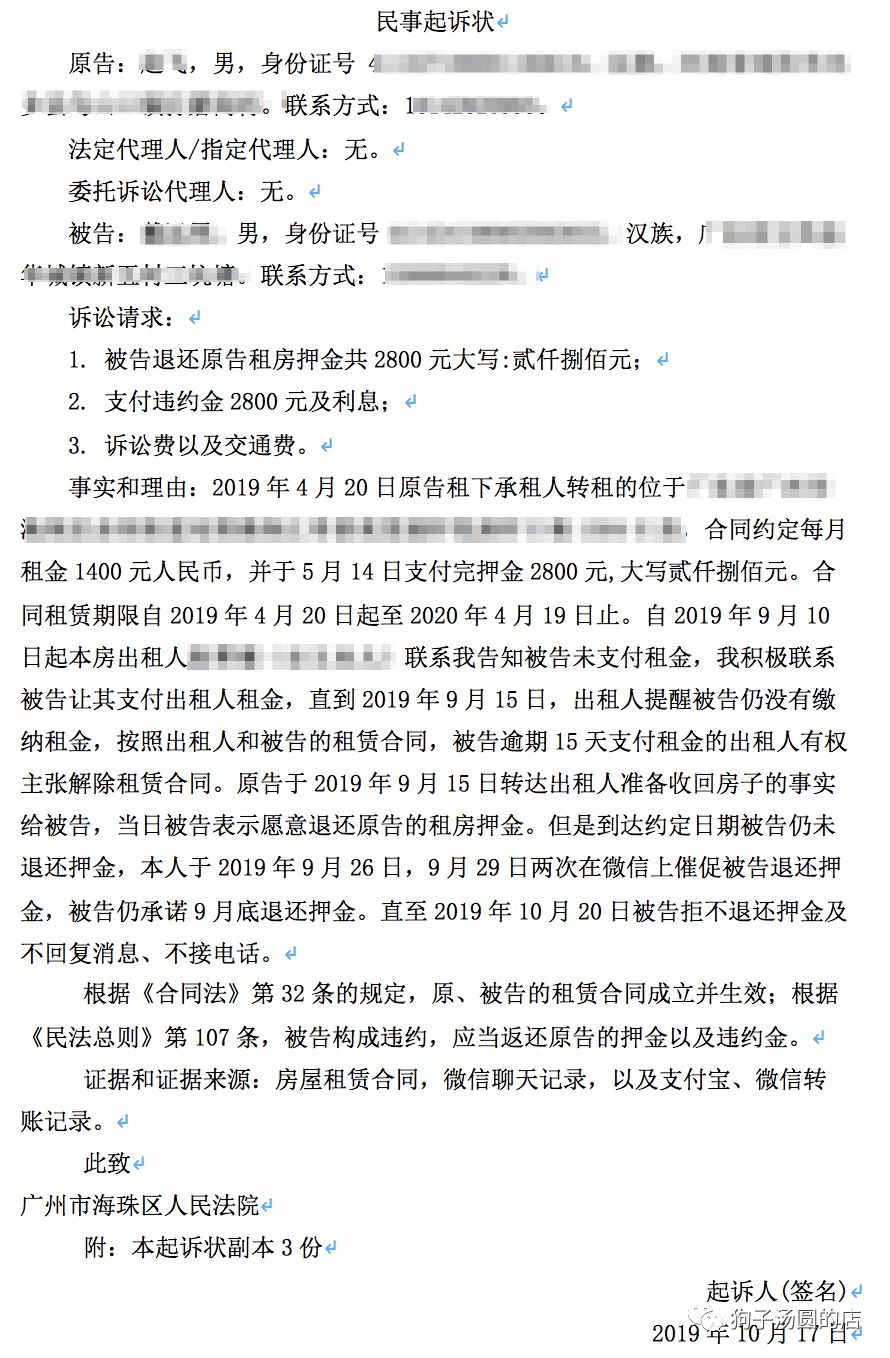 民事起诉状
原告：，男，身份证号
。联系方式：1
法定代理人/指定代理人：无。
委托诉讼代理人：无。
被告： 男，身份证号 汉族，广
华城镇新五村二坑塘。联系方式：
诉讼请求：
1. 被告退还原告租房押金共 2800 元大写:贰仟捌佰元；
2. 支付违约金 2800 元及利息；
3. 诉讼费以及交通费。
事实和理由：2019 年 4 月 20 日原告租下承租人转租的位于
，合同约定每月
租金 1400 元人民币，并于 5 月 14 日支付完押金 2800 元,大写贰仟捌佰元。合
同租赁期限自 2019 年 4 月 20 日起至 2020 年 4 月 19 日止。自 2019 年 9 月 10
日起本房出租人 联系我告知被告未支付租金，我积极联系
被告让其支付出租人租金，直到 2019 年 9 月 15 日，出租人提醒被告仍没有缴
纳租金，按照出租人和被告的租赁合同，被告逾期 15 天支付租金的出租人有权
主张解除租赁合同。原告于 2019 年 9 月 15 日转达出租人准备收回房子的事实
给被告，当日被告表示愿意退还原告的租房押金。但是到达约定日期被告仍未
退还押金，本人于 2019 年 9 月 26 日，9 月 29 日两次在微信上催促被告退还押
金，被告仍承诺 9 月底退还押金。直至 2019 年 10 月 20 日被告拒不退还押金及
不回复消息、不接电话。
根据《合同法》第 32 条的规定，原、被告的租赁合同成立并生效；根据
《民法总则》第 107 条，被告构成违约，应当返还原告的押金以及违约金。
证据和证据来源：房屋租赁合同，微信聊天记录，以及支付宝、微信转
账记录。
此致
广州市海珠区人民法院
附：本起诉状副本 3 份
起诉人(签名)
狗子汤圆的店
2019 年 10 月 17 日